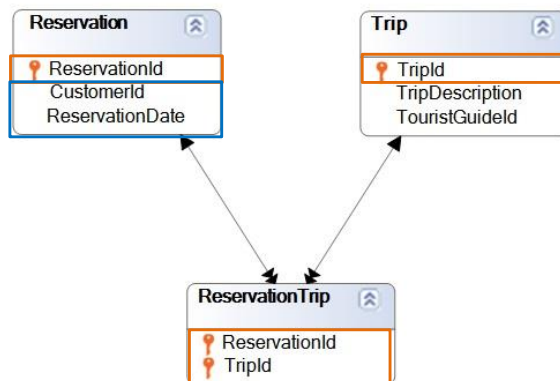 Reservation
ReservationId
CustomerId
ReservationDate
Trip
TripId
TripDescription
TouristGuideId
ReservationTrip
ReservationId
TripId